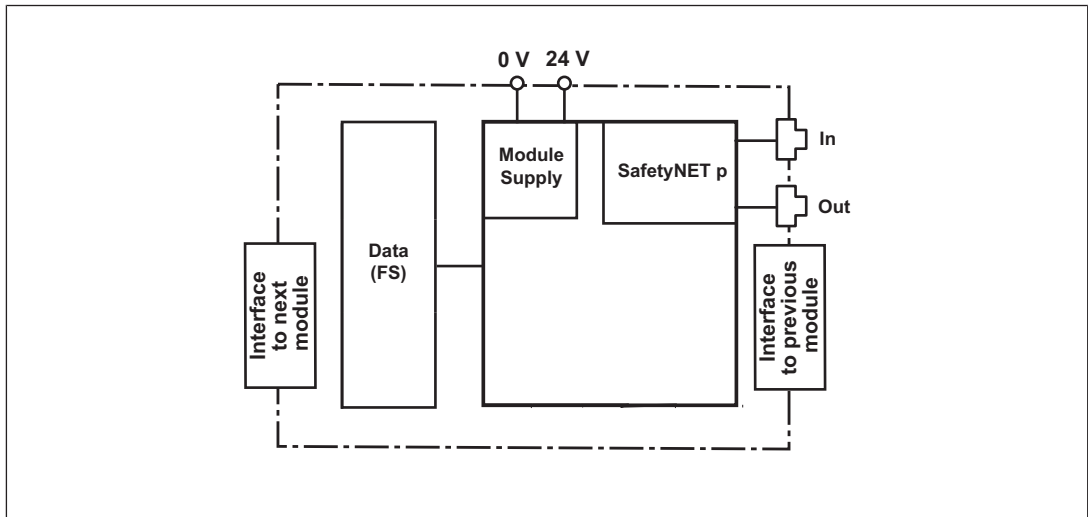 0 V 24 V
Module
Supply
SafetyNET p
In
Out
Data
(FS)
Interface
to next
module
Interface
to previous
module